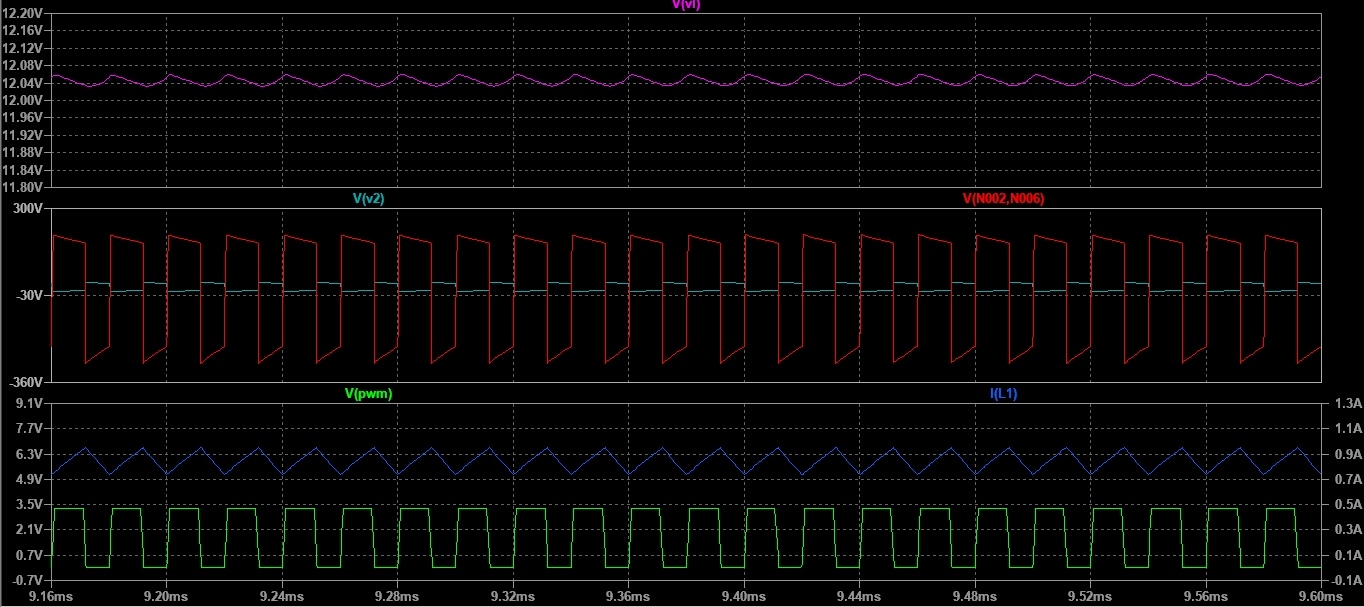 V(vl)
12.20V
12.16V
12.12V
12.08V
12.04V
12.00V
11.96V
11.92V
11.88V
11.84V
11.80V
V(v2) V(N002,N006)
300V
-30V
-360V
V(pwm) I(L1)
9.1V 1.3A
7.7V 1.1A
6.3V 0.9A
4.9V 0.7A
3.5V 0.5A
2.1V 0.3A
0.7V 0.1A
-0.7V -0.1A
9.16ms 9.20ms 9.24ms 9.28ms 9.32ms 9.36ms 9.40ms 9.44ms 9.48ms 9.52ms 9.56ms 9.60ms